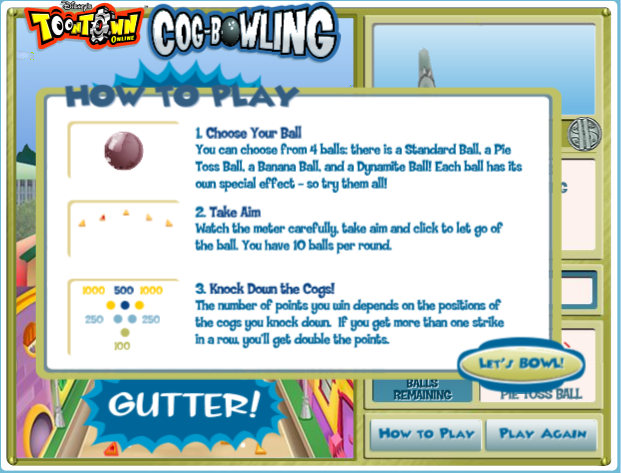 Disney's
TOONTOWN
ONLINE
COG-BOWLING
HOW TO PLAY
1. Choose Your Ball
You can choose from 4 balls: there is a Standard Ball, a Pie
Toss Ball, a Banana Ball, and a Dynamite Ball! Each ball has its
own special effect - so try them all!
2. Take Aim
Watch the meter carefully, take aim and click to let go of
the ball. You have 10 balls per round.
1000 500 1000
250 250
100
3. Knock Down the Cogs!
The number of points you win depends on the positions of
the cogs you knock down. If you get more than one strike
in a row, you'll get double the points.
LET'S BOWL!
GUTTER!
BALLS
REMAINING
PIE TOSS BALL
HOW TO PLAY
PLAY AGAIN